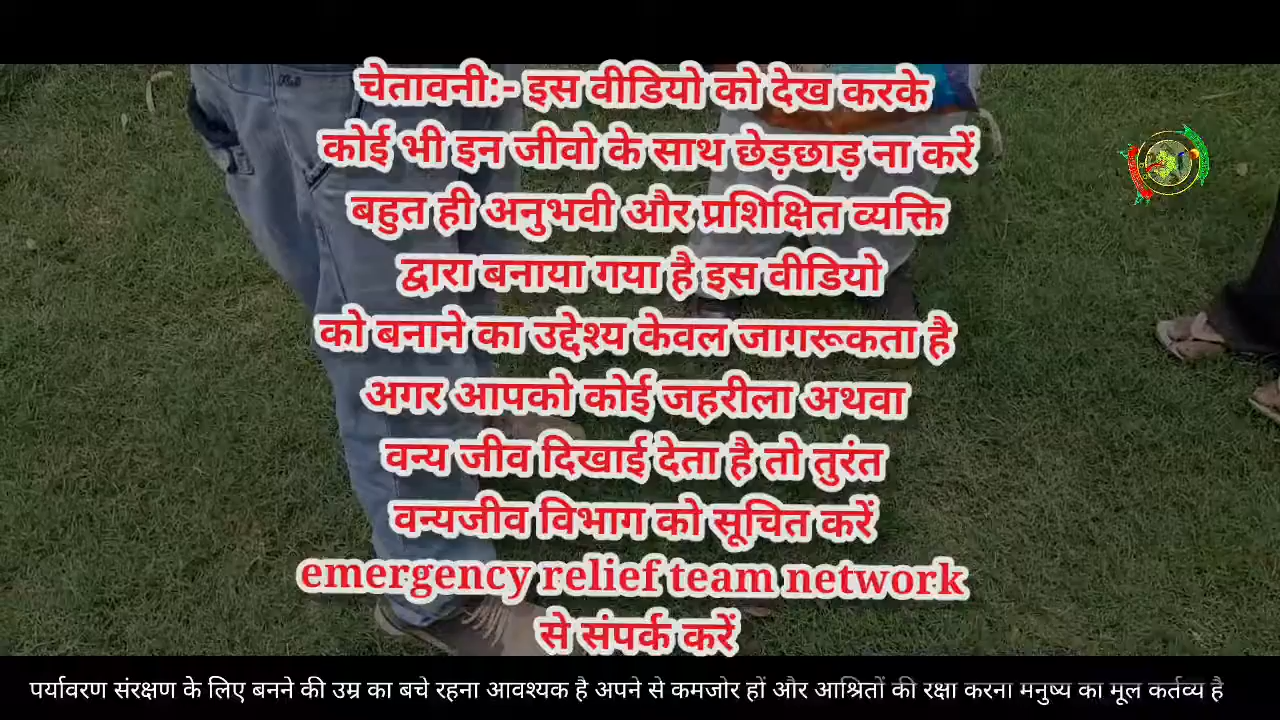 चेतावनी:- इस वीडियो को देख करके
कोई भी इन जीवो के साथ छेड़छाड़ ना करें
बहुत ही अनुभवी और प्रशिक्षित व्यक्ति
द्वारा बनाया गया है इस वीडियो
को बनाने का उद्देश्य केवल जागरूकता है
अगर आपको कोई जहरीला अथवा
वन्य जीव दिखाई देता है तो तुरंत
वन्यजीव विभाग को सूचित करें
emergency relief team network
से संपर्क करें
पर्यावरण संरक्षण के लिए बनने की उम्र का बचे रहना आवश्यक है अपने से कमजोर हों और आश्रितों की रक्षा करना मनुष्य का मूल कर्तव्य है